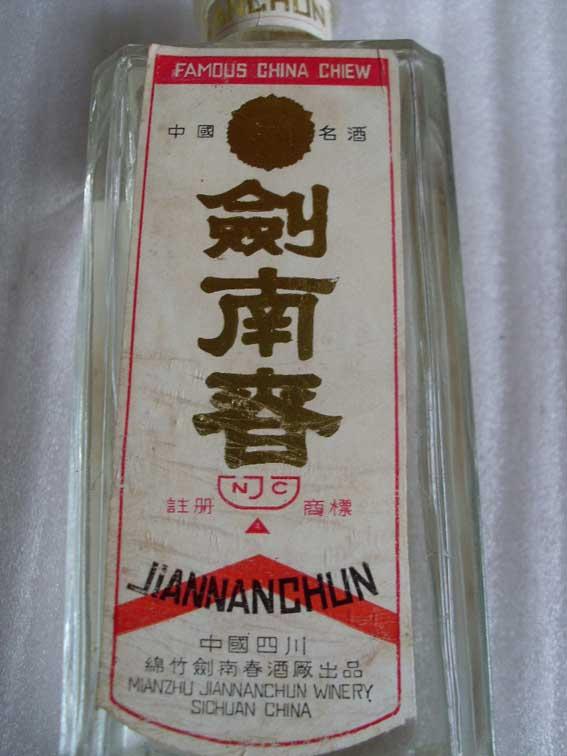 ANCHUN
FAMOUS CHINA CHIEW
中國 名酒
劍
南
春
NJC
註册 商標
JIANNANCHUN
中國四川
綿竹劍南春酒廠出品
MIANZHU JIANNANCHUN WINERY
SICHUAN CHINA